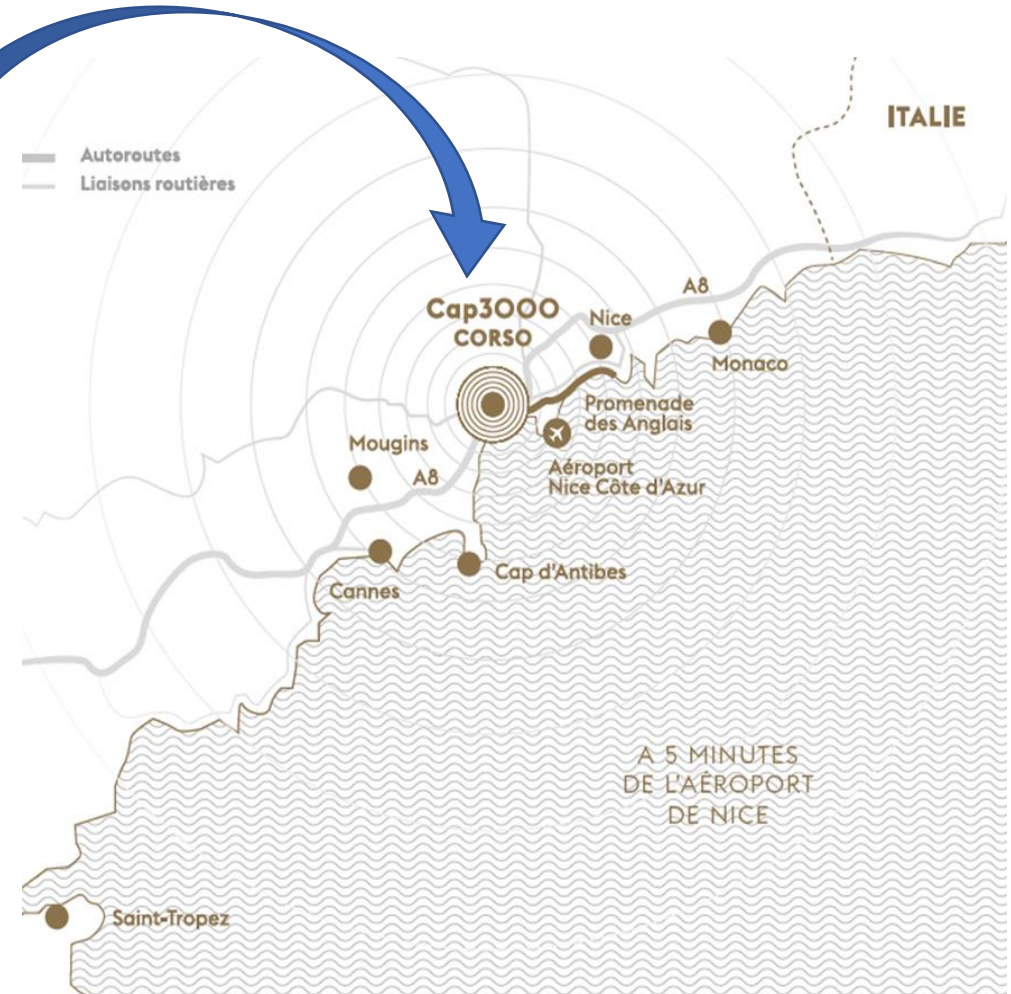 ITALIE
Autoroutes
Liaisons routières
A8
Cap3000
CORSO
Nice
Monaco
Promenade
des Anglais
Mougins
A8
Aéroport
Nice Côte d'Azur
Cap d'Antibes
Cannes
A 5 MINUTES
DE L'AÉROPORT
DE NICE
Saint-Tropez